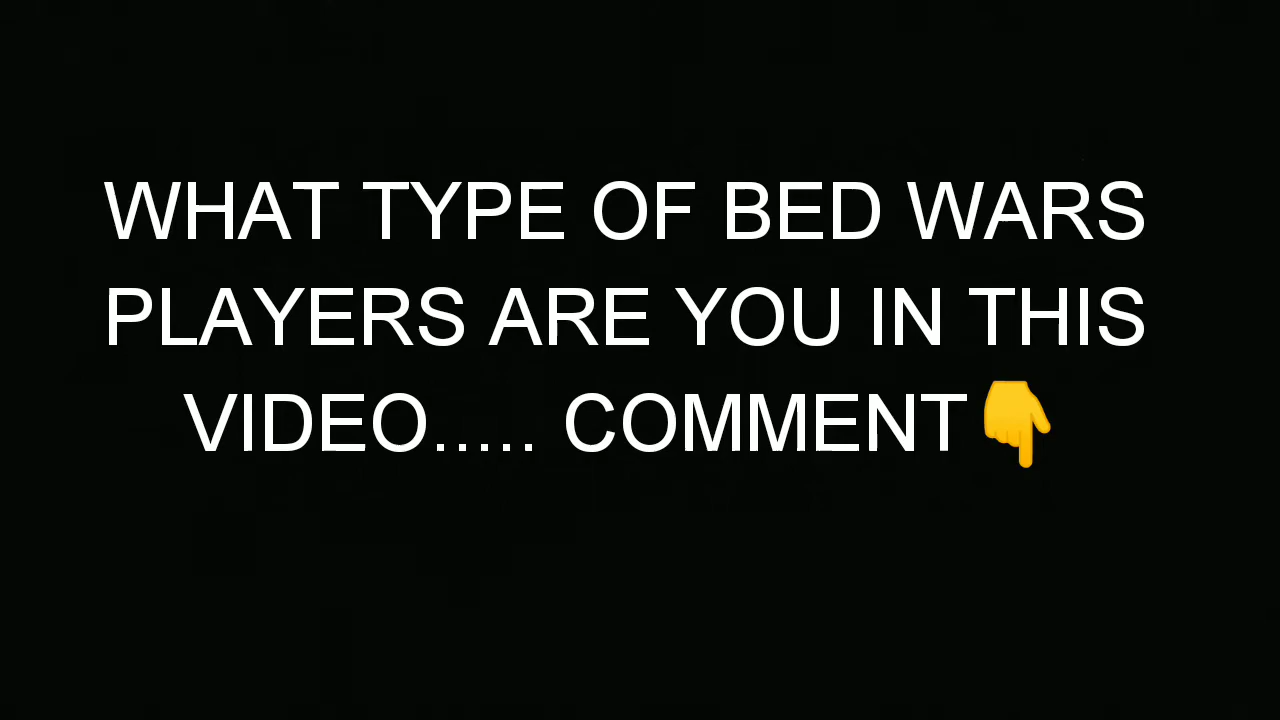 WHAT TYPE OF BED WARS
PLAYERS ARE YOU IN THIS
VIDEO..... COMMENT👇